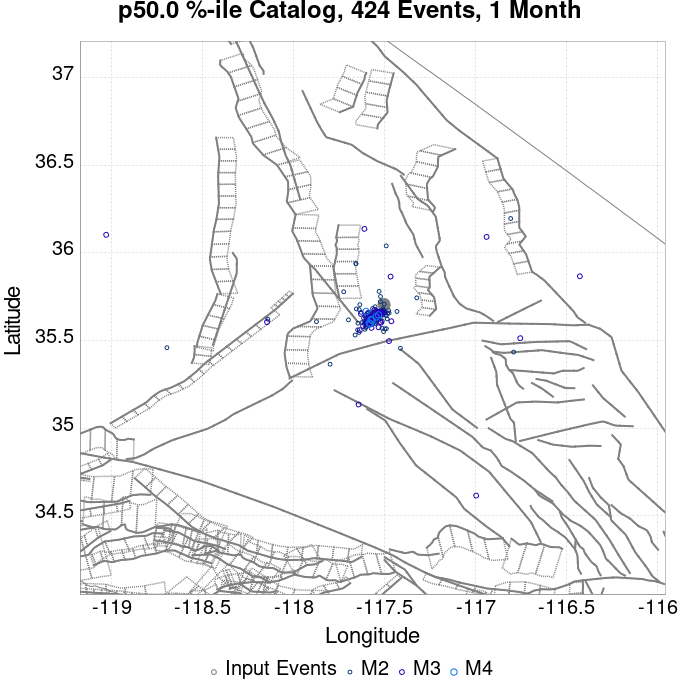 p50.0 %-ile Catalog, 424 Events, 1 Month
37
36.5
36
35.5
35
34.5
Latitude
-119
-118.5
-118
-117.5
-117
-116.5
-116
Longitude
Input Events
M2
M3
M4